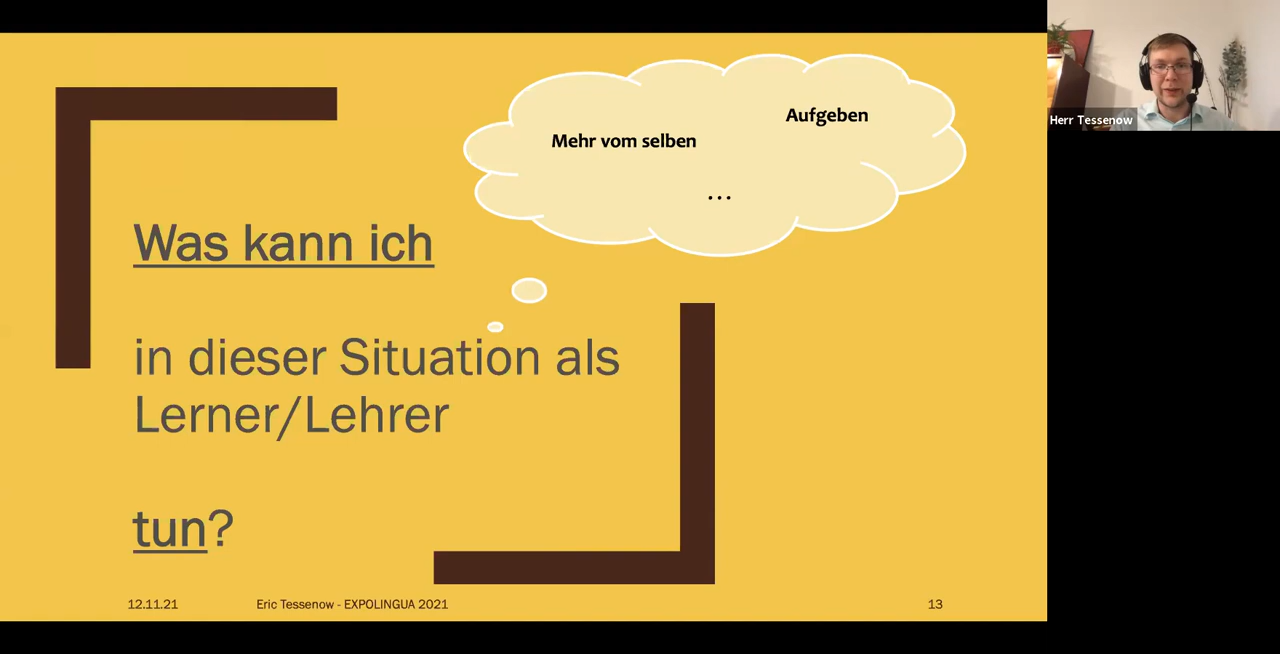 Aufgeben
Mehr vom selben
...
Was kann ich
in dieser Situation als
Lerner/Lehrer
tun?
12.11.21
Eric Tessenow - EXPOLINGUA 2021
13
Herr Tessenow